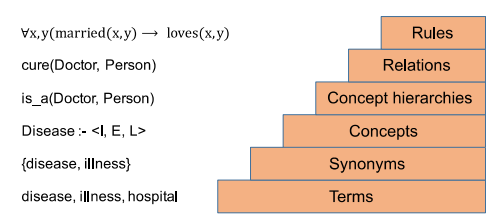 ∀x,y(married(x,y) → loves(x,y) Rules
cure(Doctor, Person) Relations
is_a(Doctor, Person) Concept hierarchies
Disease :- <I, E, L> Concepts
{disease, illness} Synonyms
disease, illness, hospital Terms